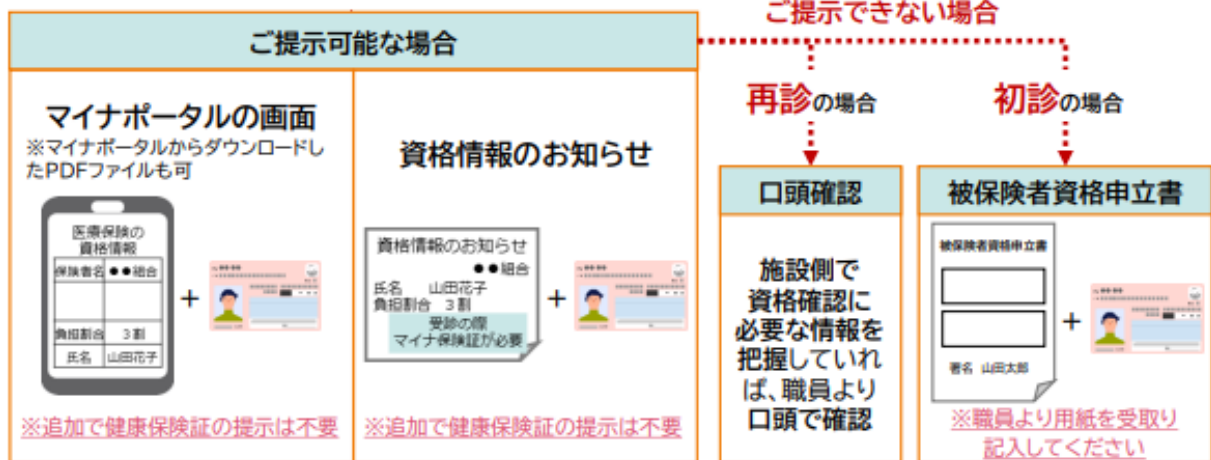 ご提示できない場合
ご提示可能な場合
マイナポータルの画面
※マイナポータルからダウンロードし
たPDFファイルも可
医療保険の
資格情報
保険者名 ●●組合
負担割合 3割
氏名 山田花子
+
※追加で健康保険証の提示は不要
資格情報のお知らせ
資格情報のお知らせ
●●組合
氏名 山田花子
負担割合 3割
受診の際
マイナ保険証が必要
+
※追加で健康保険証の提示は不要
再診の場合
口頭確認
施設側で
資格確認に
必要な情報を
把握していれ
ば、職員より
口頭で確認
初診の場合
被保険者資格申立書
被保険者資格申立書
署名 山田太郎
+
※職員より用紙を受取り
記入してください